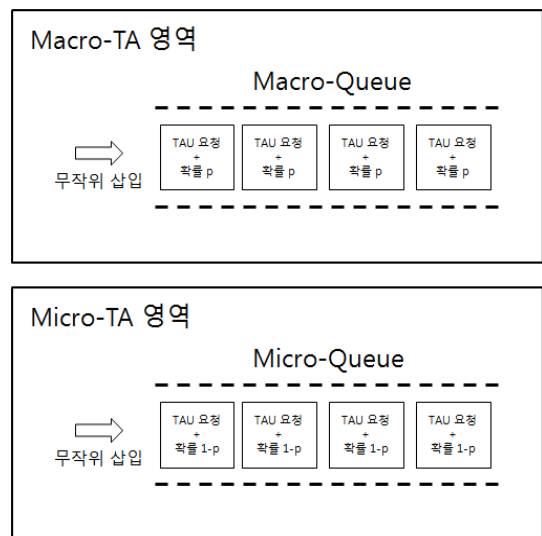 Macro-TA 영역
Macro-Queue
TAU 요청 TAU 요청 TAU 요청 TAU 요청
+ + + +
확률 p 확률 p 확률 p 확률 p
무작위 삽입
Micro-TA 영역
Micro-Queue
TAU 요청 TAU 요청 TAU 요청 TAU 요청
+ + + +
확률 1-p 확률 1-p 확률 1-p 확률 1-p
무작위 삽입